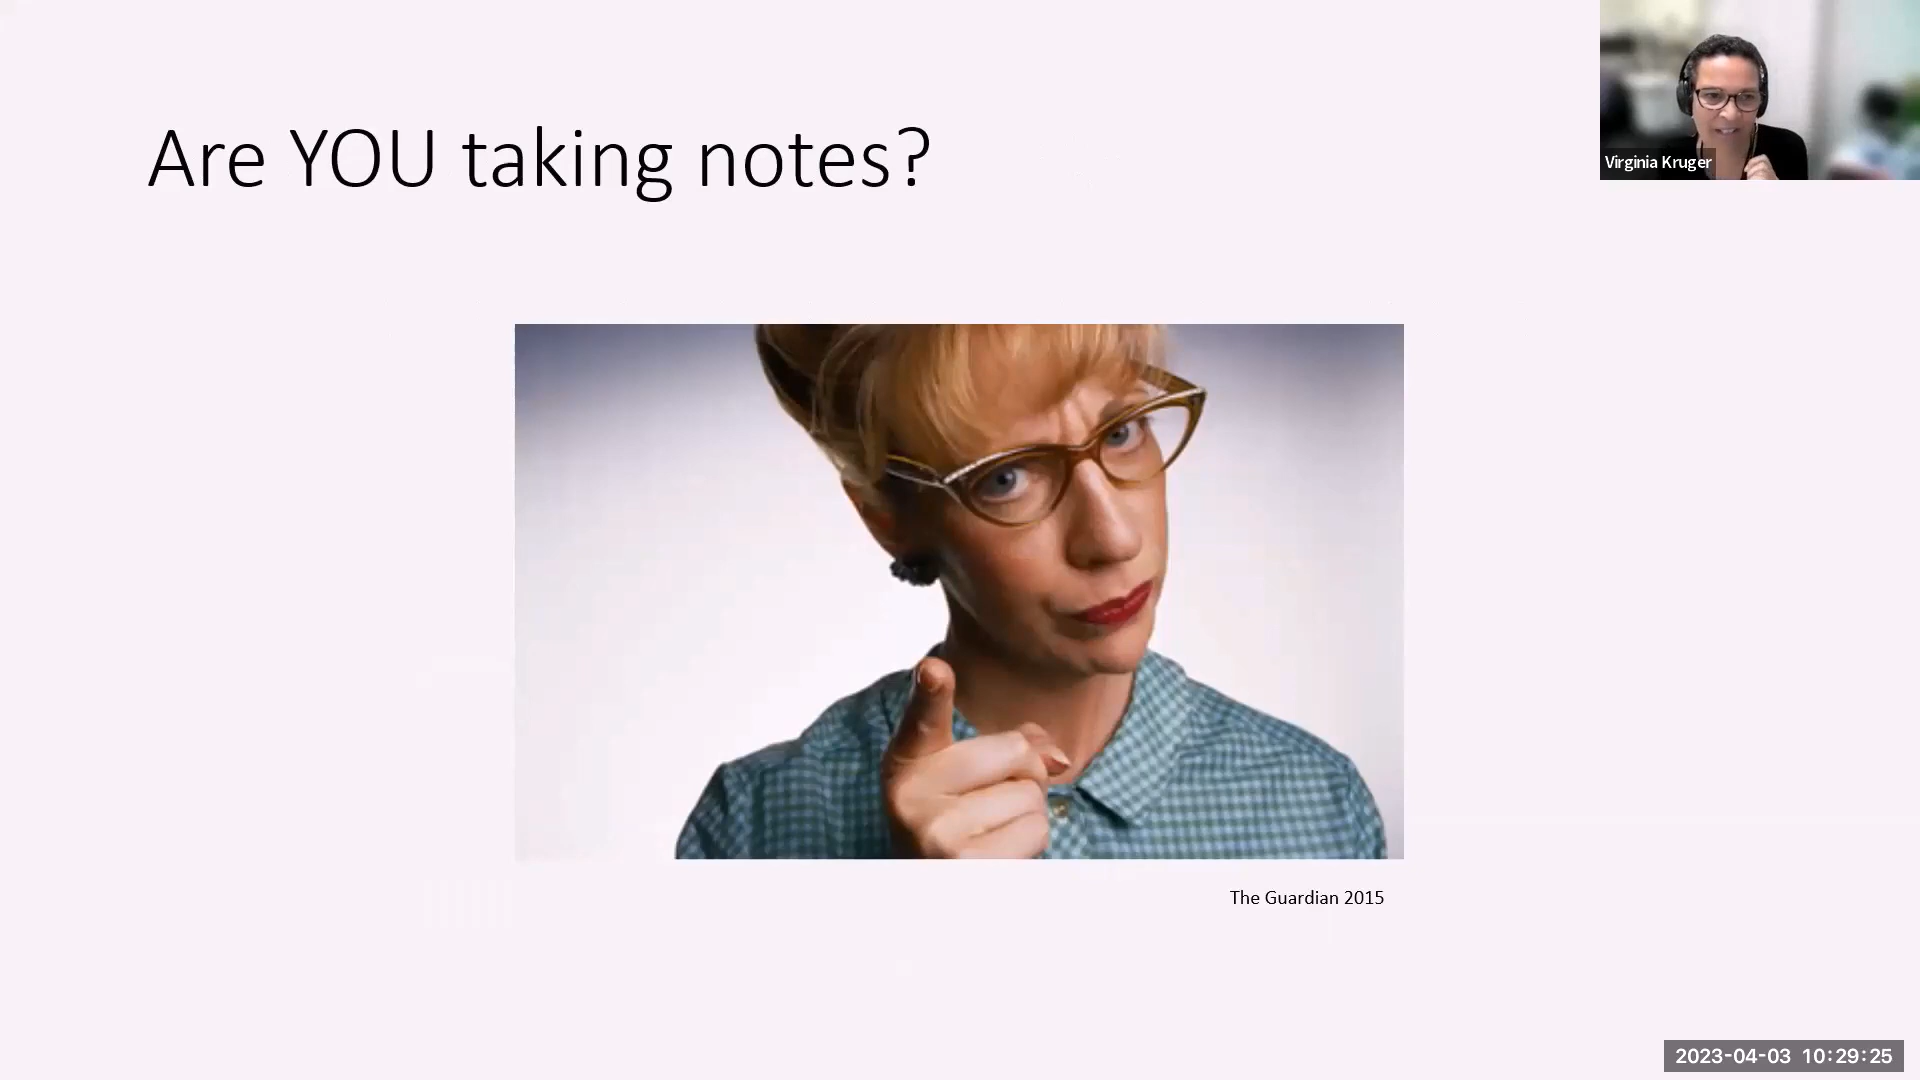 Are YOU taking notes?
Virginia Kruger
The Guardian 2015
2023-04-03 10:29:25